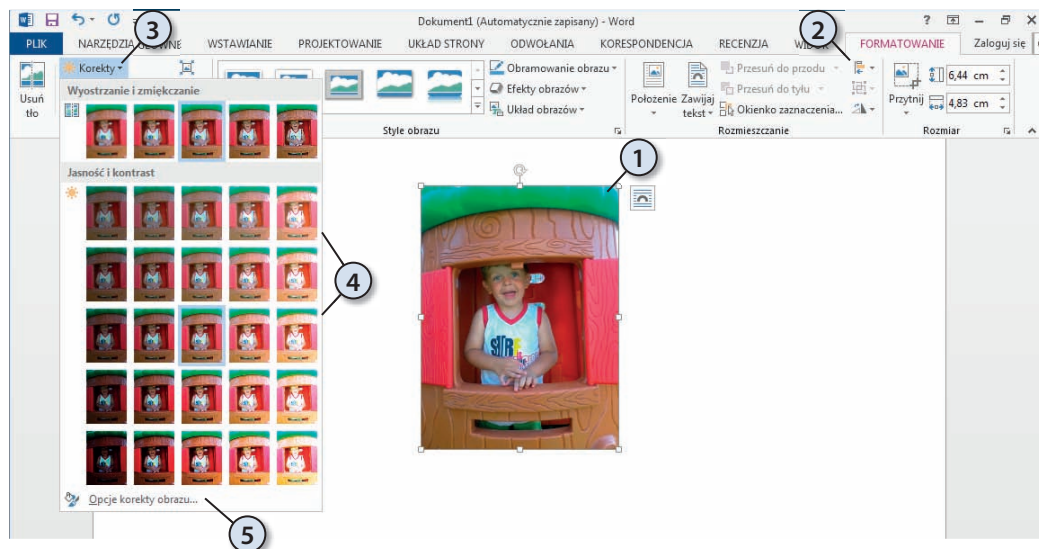 Dokument1 (Automatycznie zapisany) - Word
PLIK NARZĘDZIA GŁÓWNE WSTAWIANIE PROJEKTOWANIE UKŁAD STRONY ODWOŁANIA KORESPONDENCJA RECENZJA WIDOK FORMATOWANIE Zaloguj się
3
2
Usuń tło
Korekty
Obramowanie obrazu
Efekty obrazów
Układ obrazów
Style obrazu
Położenie
Zawijaj tekst
Przesuń do przodu
Przesuń do tyłu
Okienko zaznaczenia...
Rozmieszczanie
Przytnij
6,44 cm
4,83 cm
Rozmiar
Wyostrzanie i zmiękczanie
Jasność i kontrast
1
4
Opcje korekty obrazu...
5